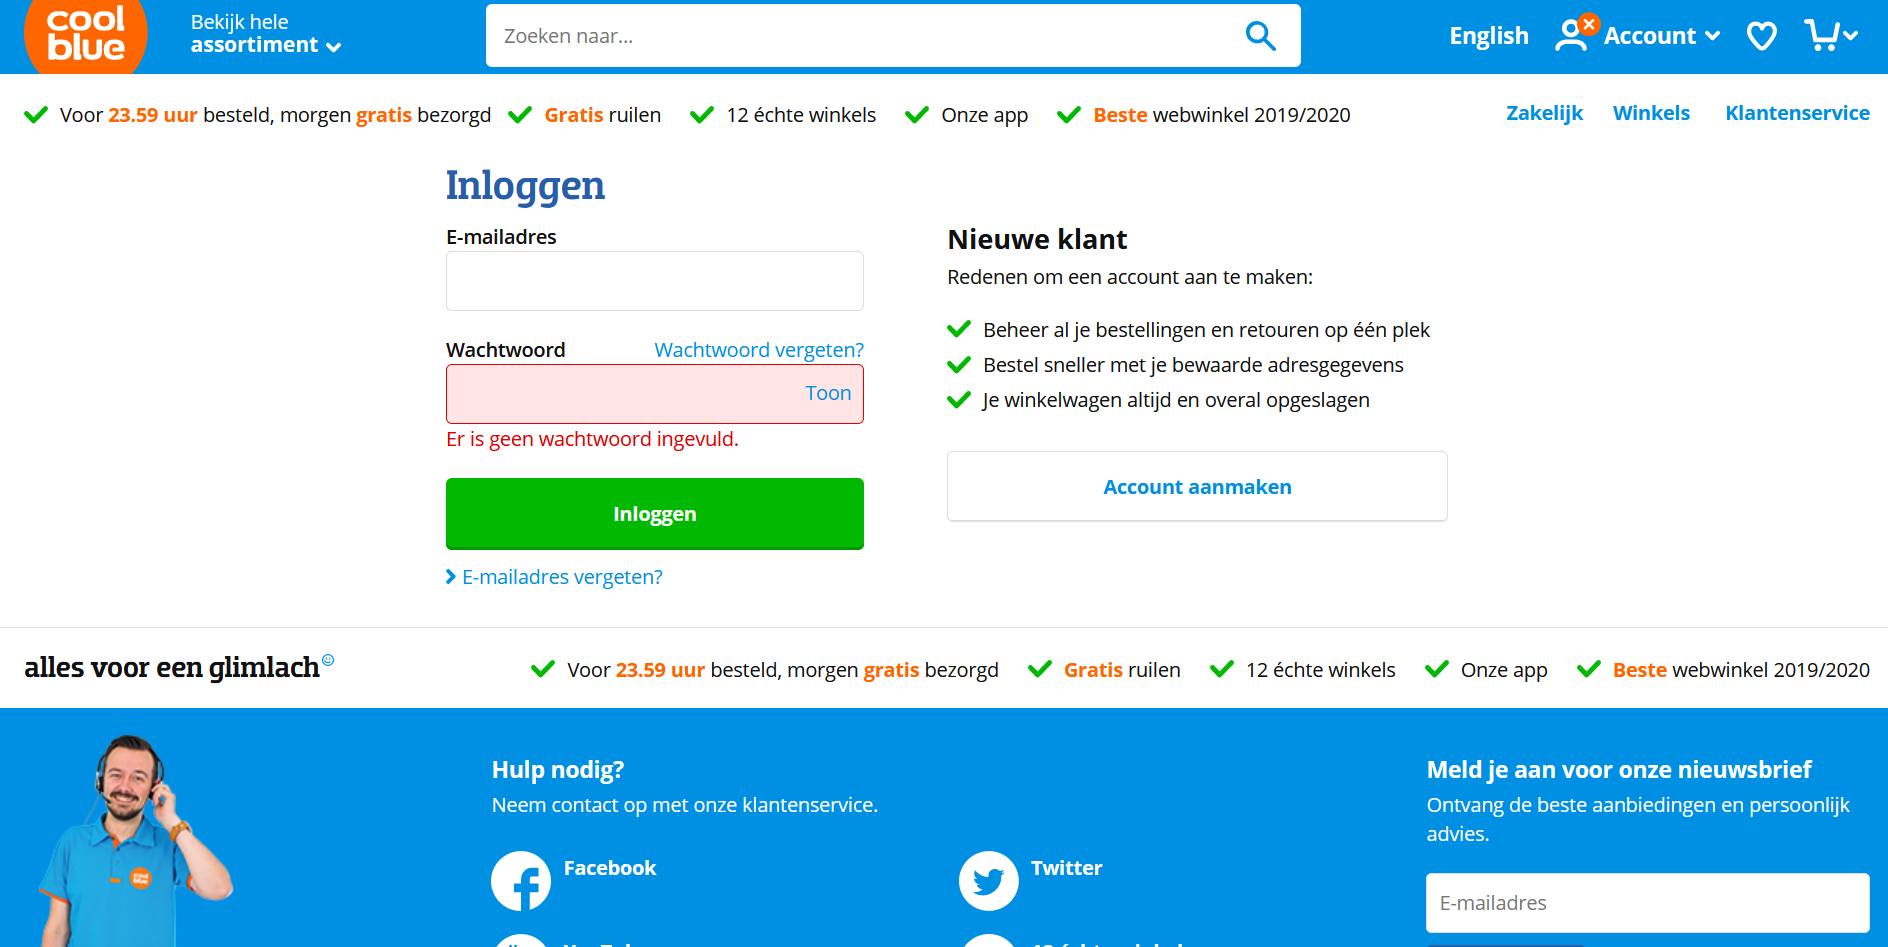 cool
blue
Bekijk hele
assortiment
Zoeken naar...
English
Account
Voor 23.59 uur besteld, morgen gratis bezorgd
Gratis ruilen
12 échte winkels
Onze app
Beste webwinkel 2019/2020
Zakelijk
Winkels
Klantenservice
Inloggen
E-mailadres
Wachtwoord
Wachtwoord vergeten?
Toon
Er is geen wachtwoord ingevuld.
Inloggen
E-mailadres vergeten?
Nieuwe klant
Redenen om een account aan te maken:
Beheer al je bestellingen en retouren op één plek
Bestel sneller met je bewaarde adresgegevens
Je winkelwagen altijd en overal opgeslagen
Account aanmaken
alles voor een glimlach
Voor 23.59 uur besteld, morgen gratis bezorgd
Gratis ruilen
12 échte winkels
Onze app
Beste webwinkel 2019/2020
cool
blue
Hulp nodig?
Neem contact op met onze klantenservice.
Facebook
Twitter
Meld je aan voor onze nieuwsbrief
Ontvang de beste aanbiedingen en persoonlijk
advies.
E-mailadres